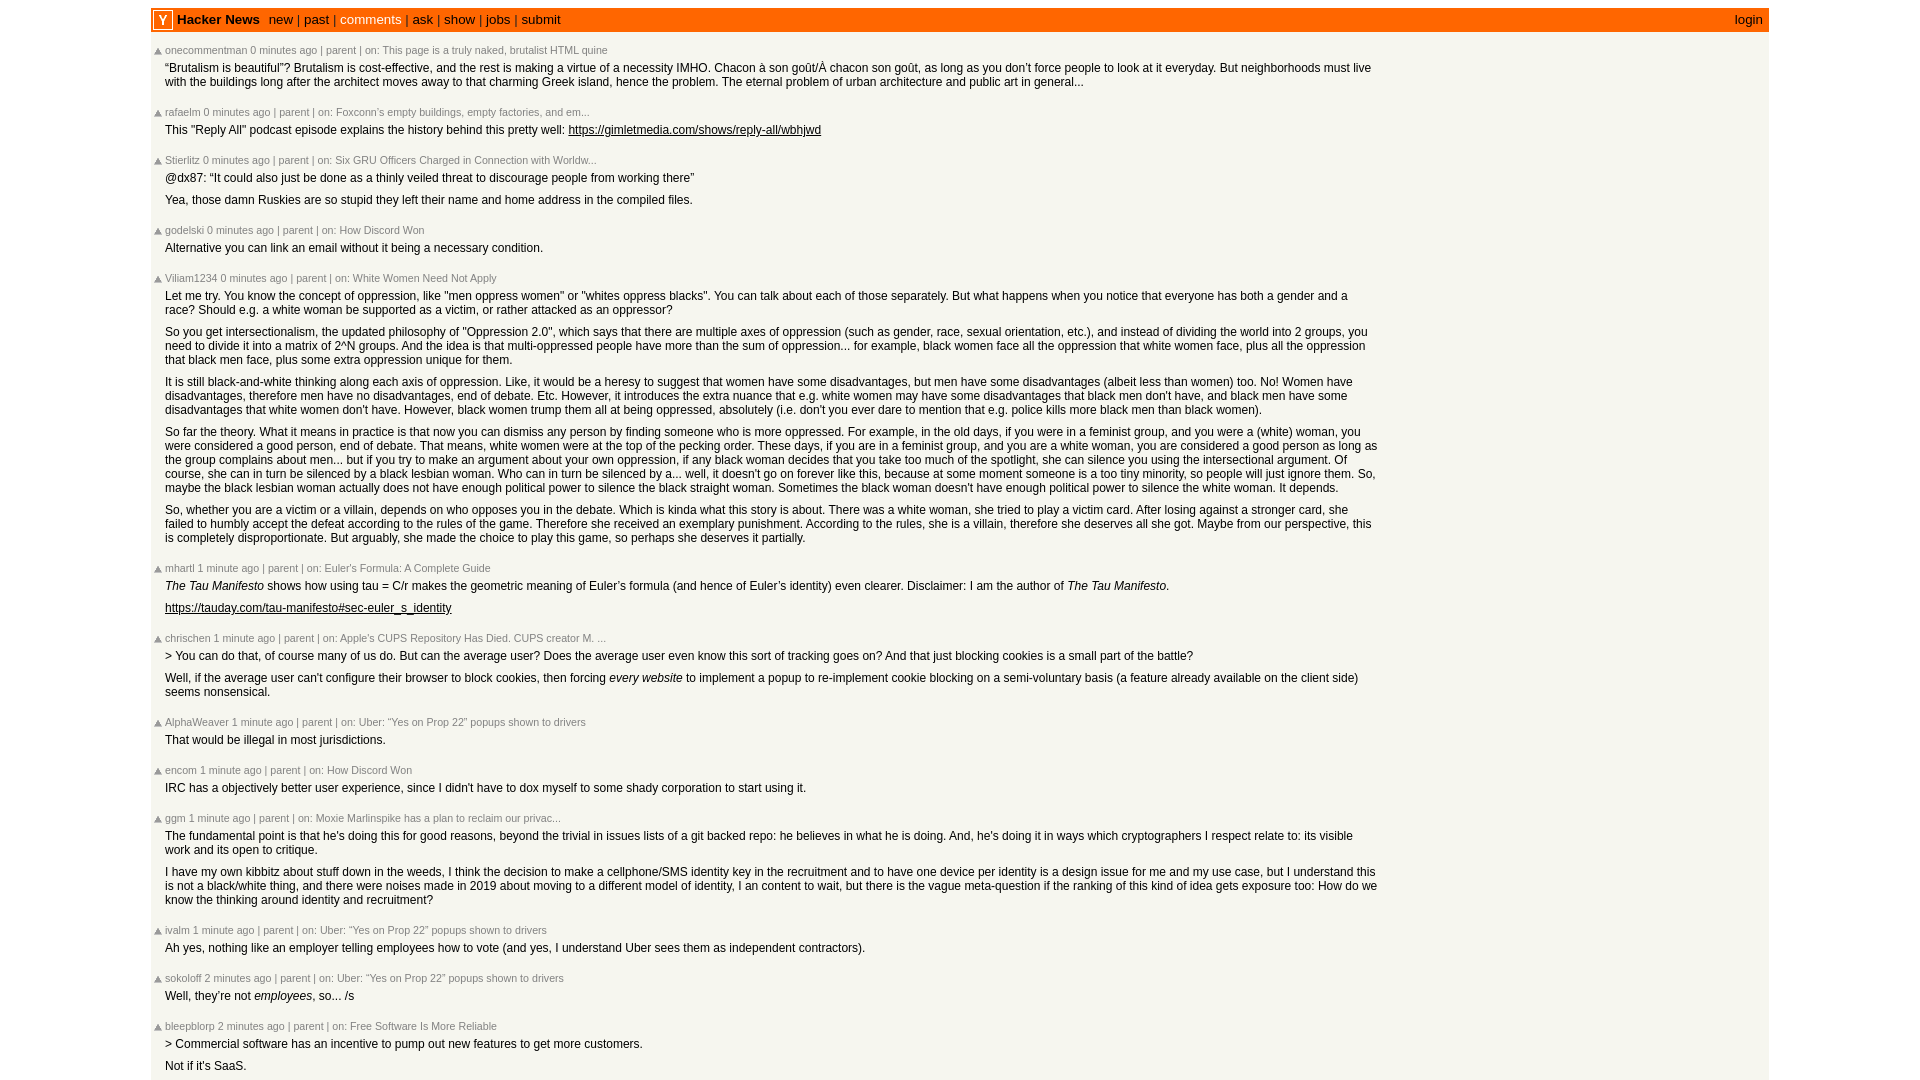 Y Hacker News new | past | comments | ask | show | jobs | submit login
onecommentman 0 minutes ago | parent | on: This page is a truly naked, brutalist HTML quine
“Brutalism is beautiful”? Brutalism is cost-effective, and the rest is making a virtue of a necessity IMHO. Chacon à son goût/À chacon son goût, as long as you don’t force people to look at it everyday. But neighborhoods must live
with the buildings long after the architect moves away to that charming Greek island, hence the problem. The eternal problem of urban architecture and public art in general...
rafaelm 0 minutes ago | parent | on: Foxconn's empty buildings, empty factories, and em...
This "Reply All" podcast episode explains the history behind this pretty well: https://gimletmedia.com/shows/reply-all/wbhjwd
Stierlitz 0 minutes ago | parent | on: Six GRU Officers Charged in Connection with Worldw...
@dx87: “It could also just be done as a thinly veiled threat to discourage people from working there”
Yea, those damn Ruskies are so stupid they left their name and home address in the compiled files.
godelski 0 minutes ago | parent | on: How Discord Won
Alternative you can link an email without it being a necessary condition.
Viliam1234 0 minutes ago | parent | on: White Women Need Not Apply
Let me try. You know the concept of oppression, like "men oppress women" or "whites oppress blacks". You can talk about each of those separately. But what happens when you notice that everyone has both a gender and a
race? Should e.g. a white woman be supported as a victim, or rather attacked as an oppressor?
So you get intersectionalism, the updated philosophy of "Oppression 2.0", which says that there are multiple axes of oppression (such as gender, race, sexual orientation, etc.), and instead of dividing the world into 2 groups, you
need to divide it into a matrix of 2^N groups. And the idea is that multi-oppressed people have more than the sum of oppression... for example, black women face all the oppression that white women face, plus all the oppression
that black men face, plus some extra oppression unique for them.
It is still black-and-white thinking along each axis of oppression. Like, it would be a heresy to suggest that women have some disadvantages, but men have some disadvantages (albeit less than women) too. No! Women have
disadvantages, therefore men have no disadvantages, end of debate. Etc. However, it introduces the extra nuance that e.g. white women may have some disadvantages that black men don't have, and black men have some
disadvantages that white women don't have. However, black women trump them all at being oppressed, absolutely (i.e. don't you ever dare to mention that e.g. police kills more black men than black women).
So far the theory. What it means in practice is that now you can dismiss any person by finding someone who is more oppressed. For example, in the old days, if you were in a feminist group, and you were a (white) woman, you
were considered a good person, end of debate. That means, white women were at the top of the pecking order. These days, if you are in a feminist group, and you are a white woman, you are considered a good person as long as
the group complains about men... but if you try to make an argument about your own oppression, if any black woman decides that you take too much of the spotlight, she can silence you using the intersectional argument. Of
course, she can in turn be silenced by a black lesbian woman. Who can in turn be silenced by a... well, it doesn't go on forever like this, because at some moment someone is a too tiny minority, so people will just ignore them. So,
maybe the black lesbian woman actually does not have enough political power to silence the black straight woman. Sometimes the black woman doesn't have enough political power to silence the white woman. It depends.
So, whether you are a victim or a villain, depends on who opposes you in the debate. Which is kinda what this story is about. There was a white woman, she tried to play a victim card. After losing against a stronger card, she
failed to humbly accept the defeat according to the rules of the game. Therefore she received an exemplary punishment. According to the rules, she is a villain, therefore she deserves all she got. Maybe from our perspective, this
is completely disproportionate. But arguably, she made the choice to play this game, so perhaps she deserves it partially.
mhartl 1 minute ago | parent | on: Euler's Formula: A Complete Guide
The Tau Manifesto shows how using tau = C/r makes the geometric meaning of Euler’s formula (and hence of Euler’s identity) even clearer. Disclaimer: I am the author of The Tau Manifesto.
https://tauday.com/tau-manifesto#sec-euler_s_identity
chrischen 1 minute ago | parent | on: Apple's CUPS Repository Has Died. CUPS creator M. ...
> You can do that, of course many of us do. But can the average user? Does the average user even know this sort of tracking goes on? And that just blocking cookies is a small part of the battle?
Well, if the average user can't configure their browser to block cookies, then forcing every website to implement a popup to re-implement cookie blocking on a semi-voluntary basis (a feature already available on the client side)
seems nonsensical.
AlphaWeaver 1 minute ago | parent | on: Uber: “Yes on Prop 22” popups shown to drivers
That would be illegal in most jurisdictions.
encom 1 minute ago | parent | on: How Discord Won
IRC has a objectively better user experience, since I didn't have to dox myself to some shady corporation to start using it.
ggm 1 minute ago | parent | on: Moxie Marlinspike has a plan to reclaim our privac...
The fundamental point is that he's doing this for good reasons, beyond the trivial in issues lists of a git backed repo: he believes in what he is doing. And, he's doing it in ways which cryptographers I respect relate to: its visible
work and its open to critique.
I have my own kibbitz about stuff down in the weeds, I think the decision to make a cellphone/SMS identity key in the recruitment and to have one device per identity is a design issue for me and my use case, but I understand this
is not a black/white thing, and there were noises made in 2019 about moving to a different model of identity, I an content to wait, but there is the vague meta-question if the ranking of this kind of idea gets exposure too: How do we
know the thinking around identity and recruitment?
ivalm 1 minute ago | parent | on: Uber: “Yes on Prop 22” popups shown to drivers
Ah yes, nothing like an employer telling employees how to vote (and yes, I understand Uber sees them as independent contractors).
sokoloff 2 minutes ago | parent | on: Uber: “Yes on Prop 22” popups shown to drivers
Well, they’re not employees, so... /s
bleepblorp 2 minutes ago | parent | on: Free Software Is More Reliable
> Commercial software has an incentive to pump out new features to get more customers.
Not if it's SaaS.